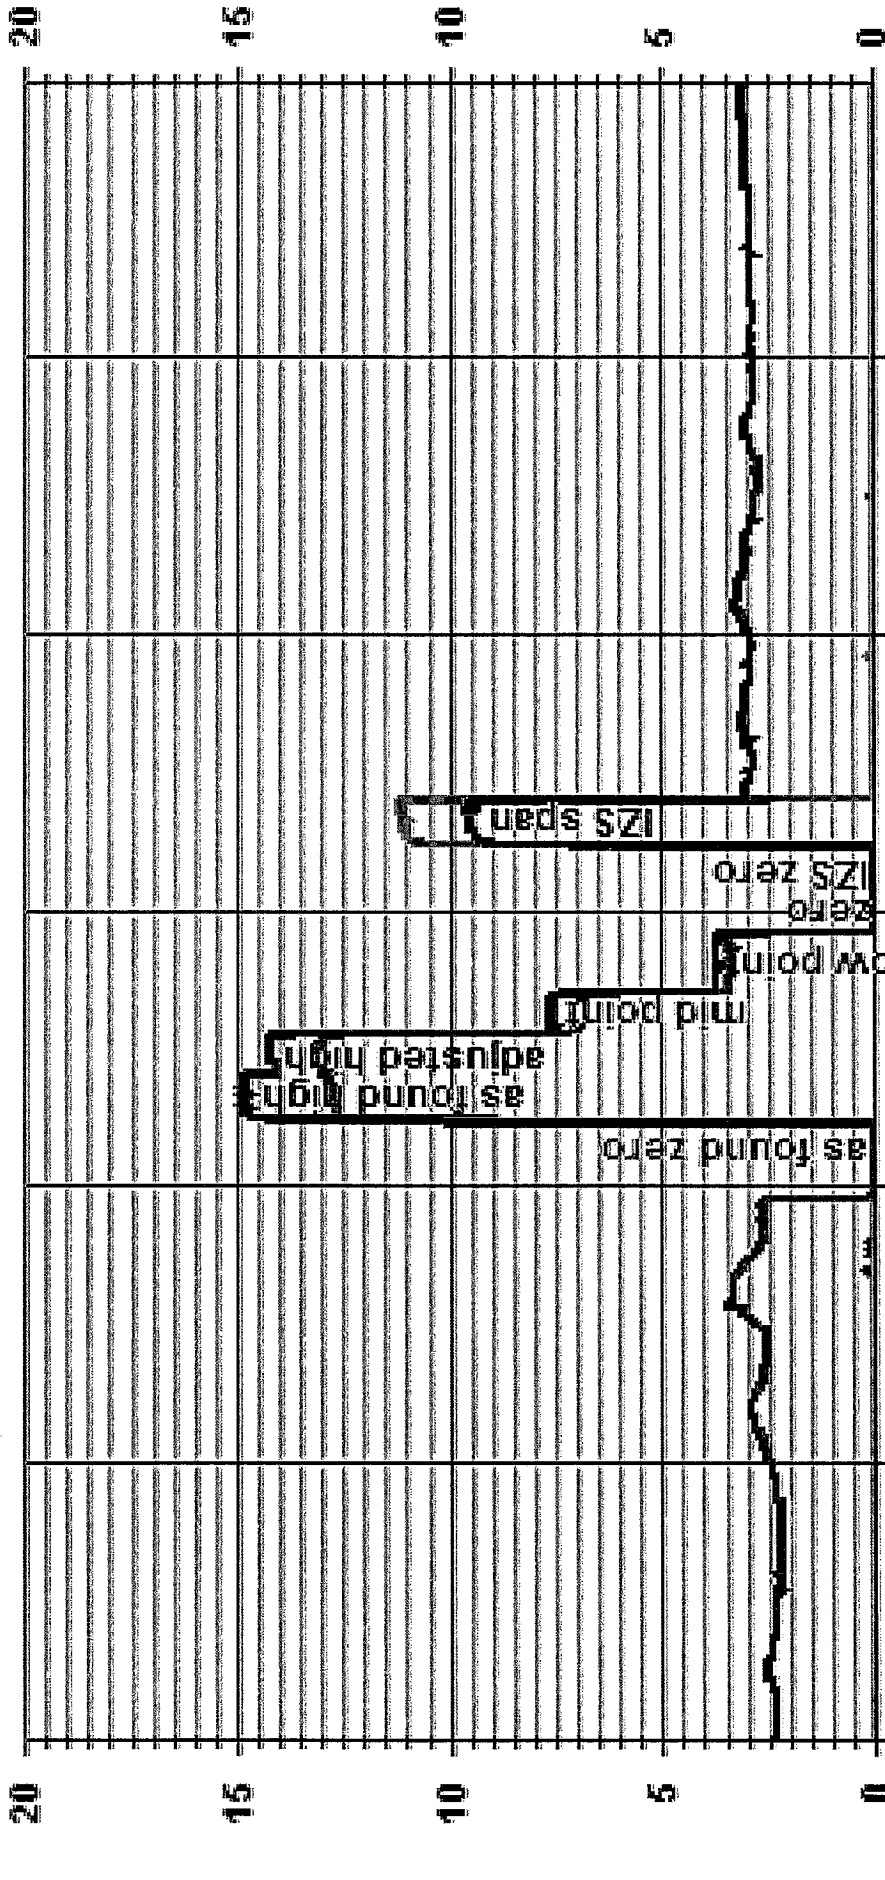 20
15
10
5
0
as found zero
as found high
adjusted high
mid point
ow point
zero
IZS zero
IZS span
20
15
10
5
0